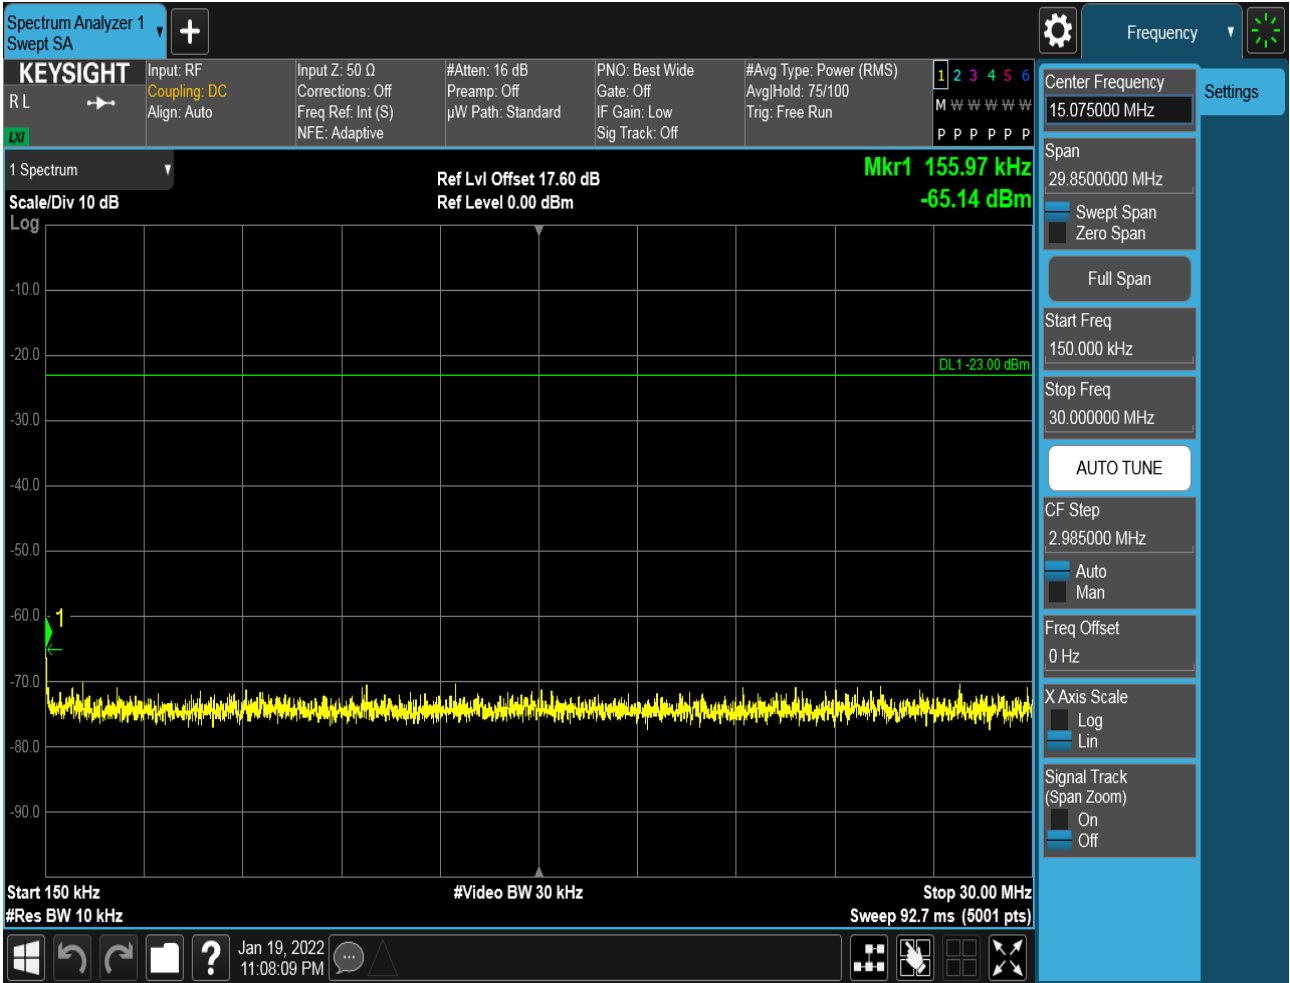 Spectrum Analyzer 1
Swept SA
Frequency
KEYSIGHT
R L
LXI
Input: RF
Coupling: DC
Align: Auto
Input Z: 50 Ω
Corrections: Off
Freq Ref: Int (S)
NFE: Adaptive
#Atten: 16 dB
Preamp: Off
µW Path: Standard
PNO: Best Wide
Gate: Off
IF Gain: Low
Sig Track: Off
#Avg Type: Power (RMS)
Avg|Hold: 75/100
Trig: Free Run
1 2 3 4 5 6
M W W W W W
P P P P P P
1 Spectrum
Scale/Div 10 dB
Log
Ref Lvl Offset 17.60 dB
Ref Level 0.00 dBm
Mkr1 155.97 kHz
-65.14 dBm
-10.0
-20.0
DL1 -23.00 dBm
-30.0
-40.0
-50.0
-60.0
1
-70.0
-80.0
-90.0
Start 150 kHz
#Video BW 30 kHz
Stop 30.00 MHz
#Res BW 10 kHz
Sweep 92.7 ms (5001 pts)
Jan 19, 2022
11:08:09 PM
Center Frequency
15.075000 MHz
Settings
Span
29.8500000 MHz
Swept Span
Zero Span
Full Span
Start Freq
150.000 kHz
Stop Freq
30.000000 MHz
AUTO TUNE
CF Step
2.985000 MHz
Auto
Man
Freq Offset
0 Hz
X Axis Scale
Log
Lin
Signal Track
(Span Zoom)
On
Off